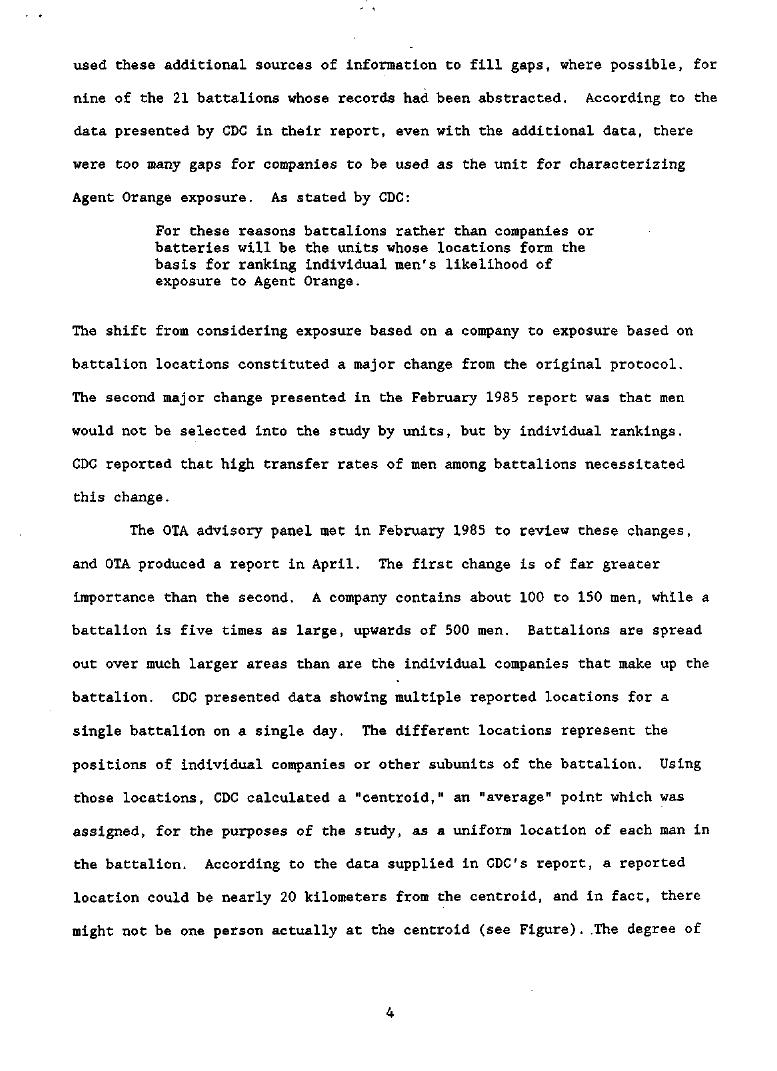 used these additional sources of information to fill gaps, where possible, for
nine of the 21 battalions whose records had been abstracted. According to the
data presented by CDC in their report, even with the additional data, there
were too many gaps for companies to be used as the unit for characterizing
Agent Orange exposure. As stated by CDC:
For these reasons battalions rather than companies or
batteries will be the units whose locations form the
basis for ranking individual men's likelihood of
exposure to Agent Orange.
The shift from considering exposure based on a company to exposure based on
battalion locations constituted a major change from the original protocol.
The second major change presented in the February 1985 report was that men
would not be selected into the study by units, but by individual rankings.
CDC reported that high transfer rates of men among battalions necessitated
this change.
The OTA advisory panel met in February 1985 to review these changes,
and OTA produced a report in April. The first change is of far greater
importance than the second. A company contains about 100 to 150 men, while a
battalion is five times as large, upwards of 500 men. Battalions are spread
out over much larger areas than are the individual companies that make up the
battalion. CDC presented data showing multiple reported locations for a
single battalion on a single day. The different locations represent the
positions of individual companies or other subunits of the battalion. Using
those locations, CDC calculated a "centroid," an "average" point which was
assigned, for the purposes of the study, as a uniform location of each man in
the battalion. According to the data supplied in CDC's report, a reported
location could be nearly 20 kilometers from the centroid, and in fact, there
might not be one person actually at the centroid (see Figure). The degree of
4